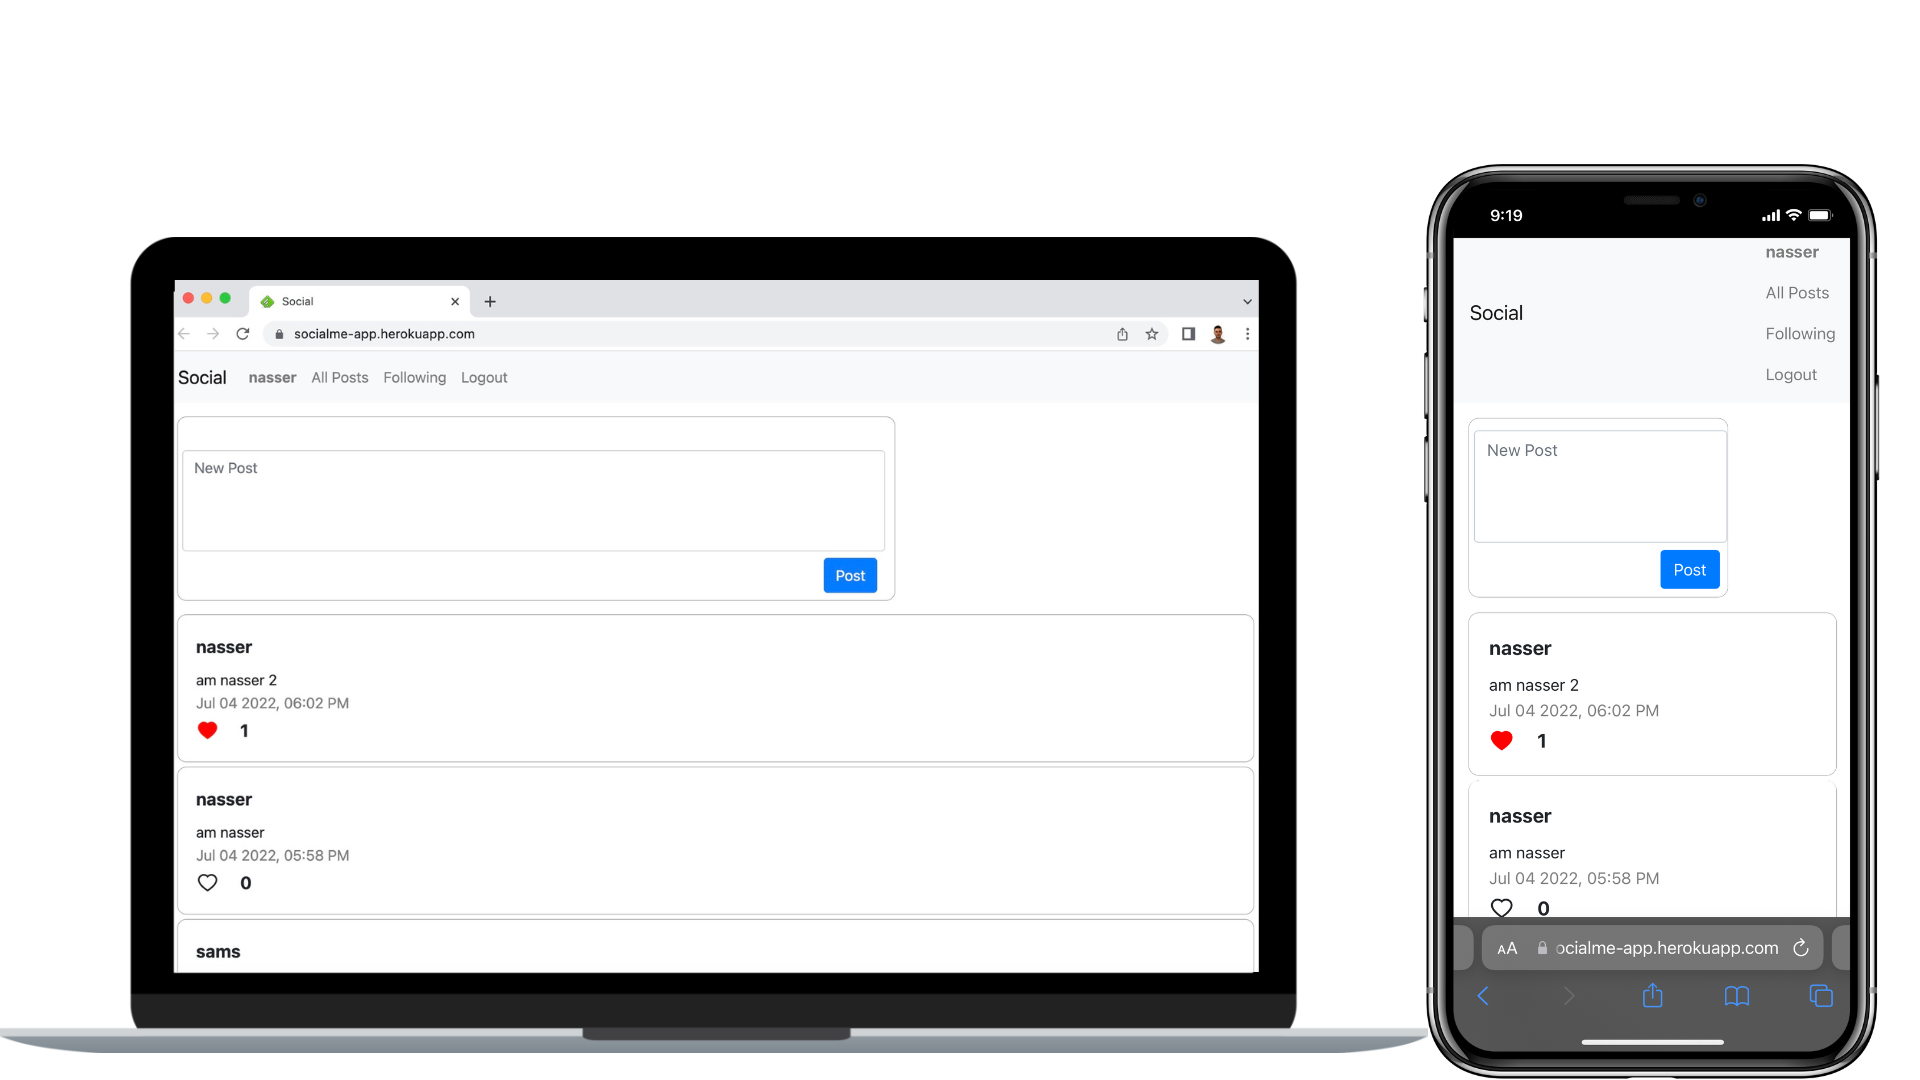 Social
socialme-app.herokuapp.com
Social nasser All Posts Following Logout
New Post
Post
nasser
am nasser 2
Jul 04 2022, 06:02 PM
1
nasser
am nasser
Jul 04 2022, 05:58 PM
0
sams
9:19
nasser
All Posts
Social
Following
Logout
New Post
Post
nasser
am nasser 2
Jul 04 2022, 06:02 PM
1
nasser
am nasser
Jul 04 2022, 05:58 PM
0
AA ocialme-app.herokuapp.com